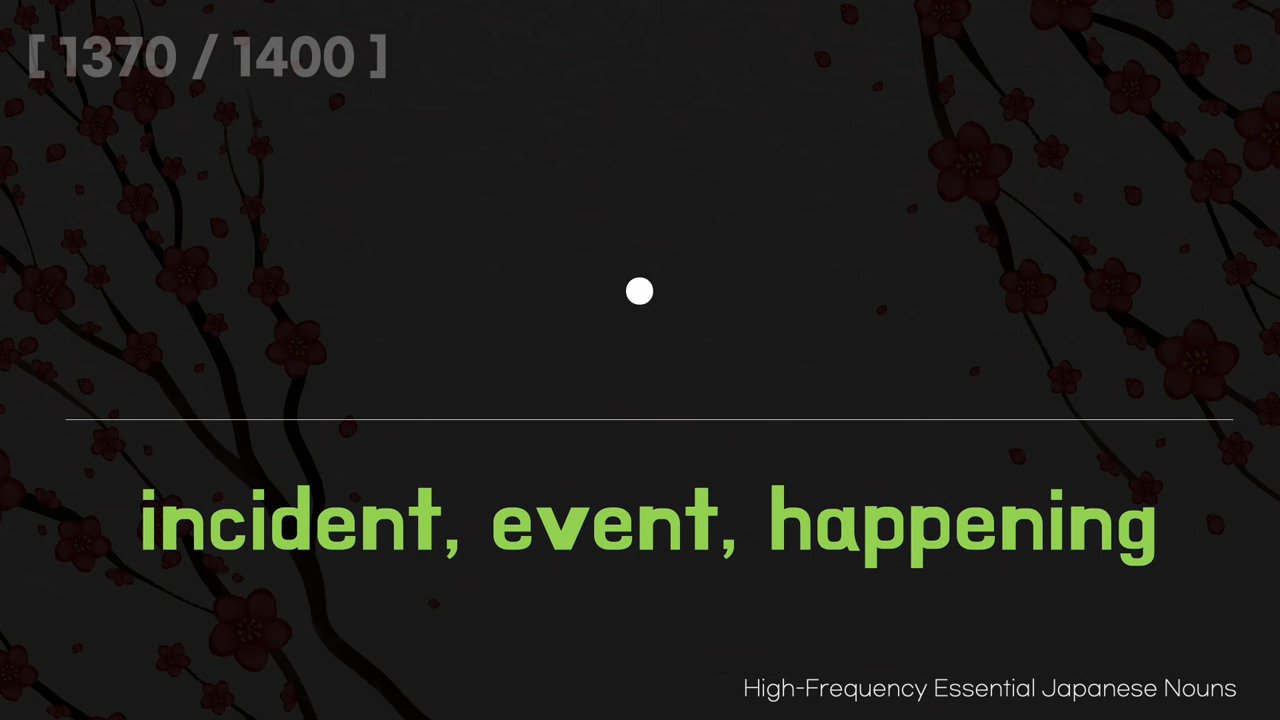 [ 1370 / 1400 ]
incident, event, happening
High-Frequency Essential Japanese Nouns